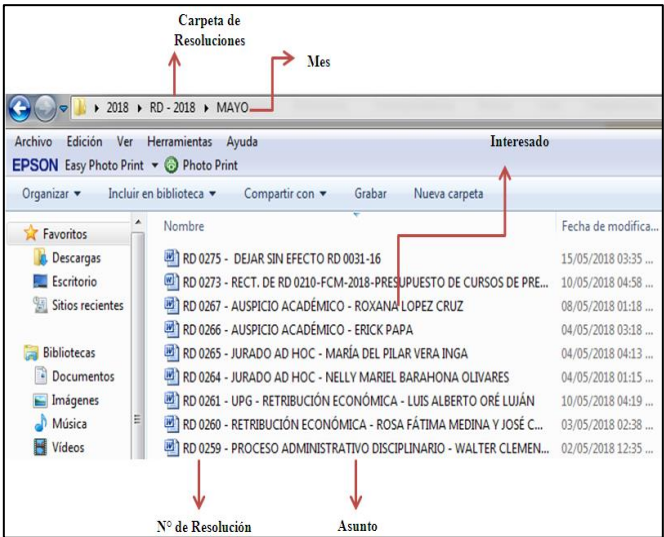 Carpeta de
Resoluciones
Mes
2018 ▸ RD - 2018 ▸ MAYO
Archivo Edición Ver Herramientas Ayuda
Interesado
EPSON Easy Photo Print Photo Print
Organizar Incluir en biblioteca Compartir con Grabar Nueva carpeta
Favoritos
Descargas
Escritorio
Sitios recientes
Bibliotecas
Documentos
Imágenes
Música
Vídeos
Nombre Fecha de modifica...
RD 0275 - DEJAR SIN EFECTO RD 0031-16 15/05/2018 03:35 ...
RD 0273 - RECT. DE RD 0210-FCM-2018-PRESUPUESTO DE CURSOS DE PRE... 10/05/2018 04:58 ...
RD 0267 - AUSPICIO ACADÉMICO - ROXANA LOPEZ CRUZ 08/05/2018 01:18 ...
RD 0266 - AUSPICIO ACADÉMICO - ERICK PAPA 04/05/2018 03:18 ...
RD 0265 - JURADO AD HOC - MARÍA DEL PILAR VERA INGA 04/05/2018 04:13 ...
RD 0264 - JURADO AD HOC - NELLY MARIEL BARAHONA OLIVARES 04/05/2018 01:15 ...
RD 0261 - UPG - RETRIBUCIÓN ECONÓMICA - LUIS ALBERTO ORÉ LUJÁN 10/05/2018 04:19 ...
RD 0260 - RETRIBUCIÓN ECONÓMICA - ROSA FÁTIMA MEDINA Y JOSÉ C... 03/05/2018 02:38 ...
RD 0259 - PROCESO ADMINISTRATIVO DISCIPLINARIO - WALTER CLEMEN... 02/05/2018 12:35 ...
N° de Resolución
Asunto